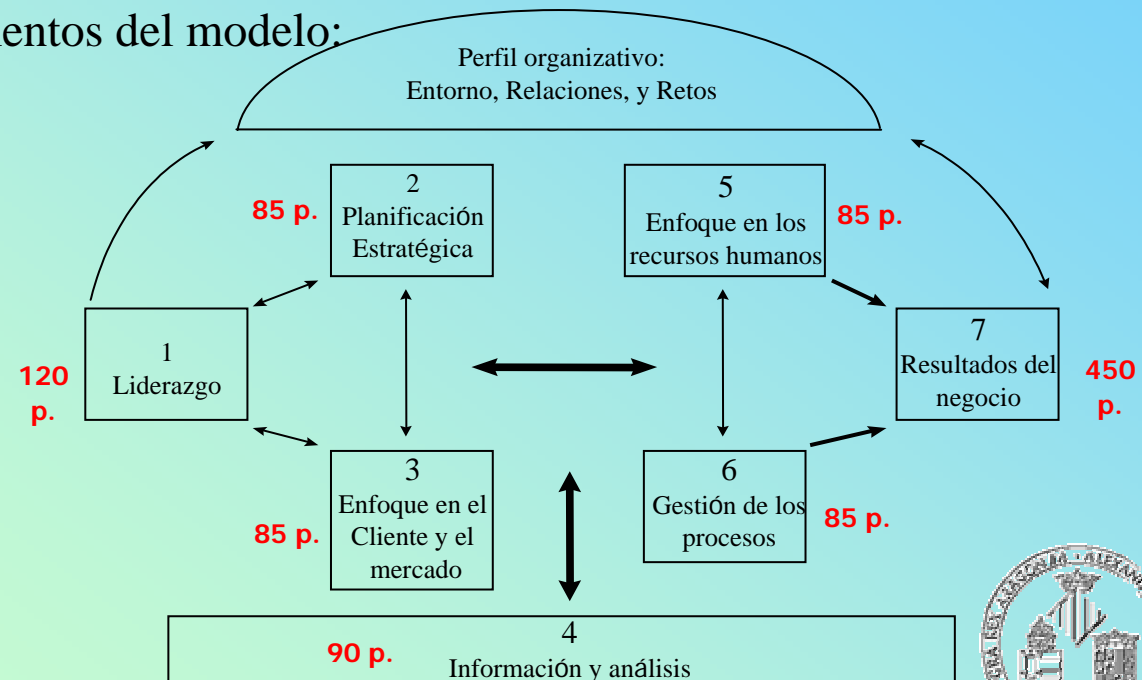 entos del modelo:
Perfil organizativo:
Entorno, Relaciones, y Retos
2
Planificación
Estratégica
85 p.
5
Enfoque en los
recursos humanos
85 p.
1
Liderazgo
120
p.
7
Resultados del
negocio
450
p.
3
Enfoque en el
Cliente y el
mercado
85 p.
6
Gestión de los
procesos
85 p.
4
90 p.
Información y análisis